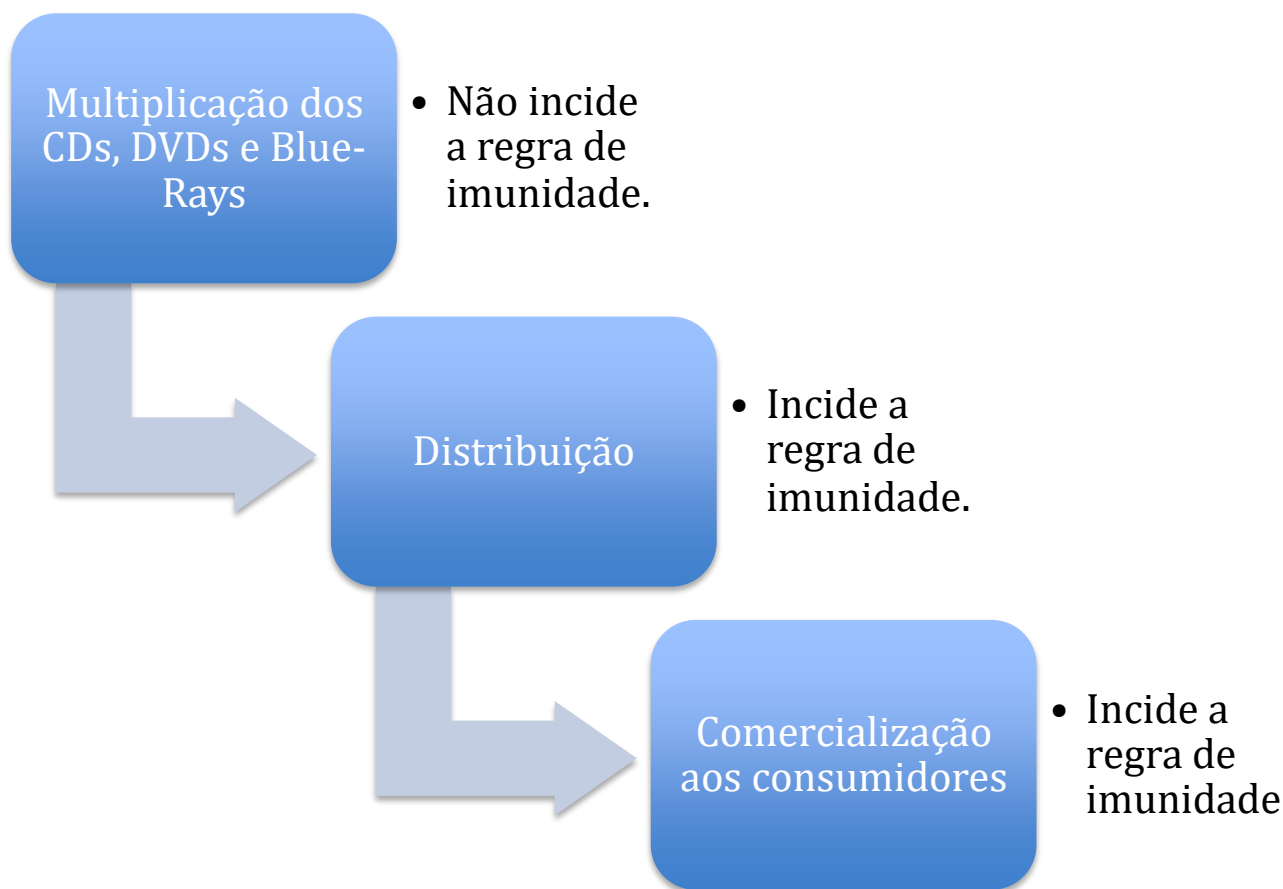 Multiplicação dos
CDs, DVDs e Blue-
Rays
• Não incide
a regra de
imunidade.
Distribuição
• Incide a
regra de
imunidade.
Comercialização
aos consumidores
• Incide a
regra de
imunidade